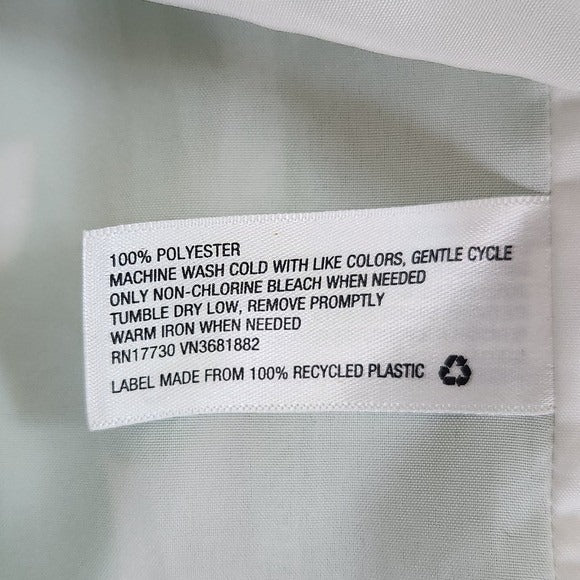 100% POLYESTER
MACHINE WASH COLD WITH LIKE COLORS, GENTLE CYCLE
ONLY NON-CHLORINE BLEACH WHEN NEEDED
TUMBLE DRY LOW, REMOVE PROMPTLY
WARM IRON WHEN NEEDED
RN17730 VN3681882
LABEL MADE FROM 100% RECYCLED PLASTIC